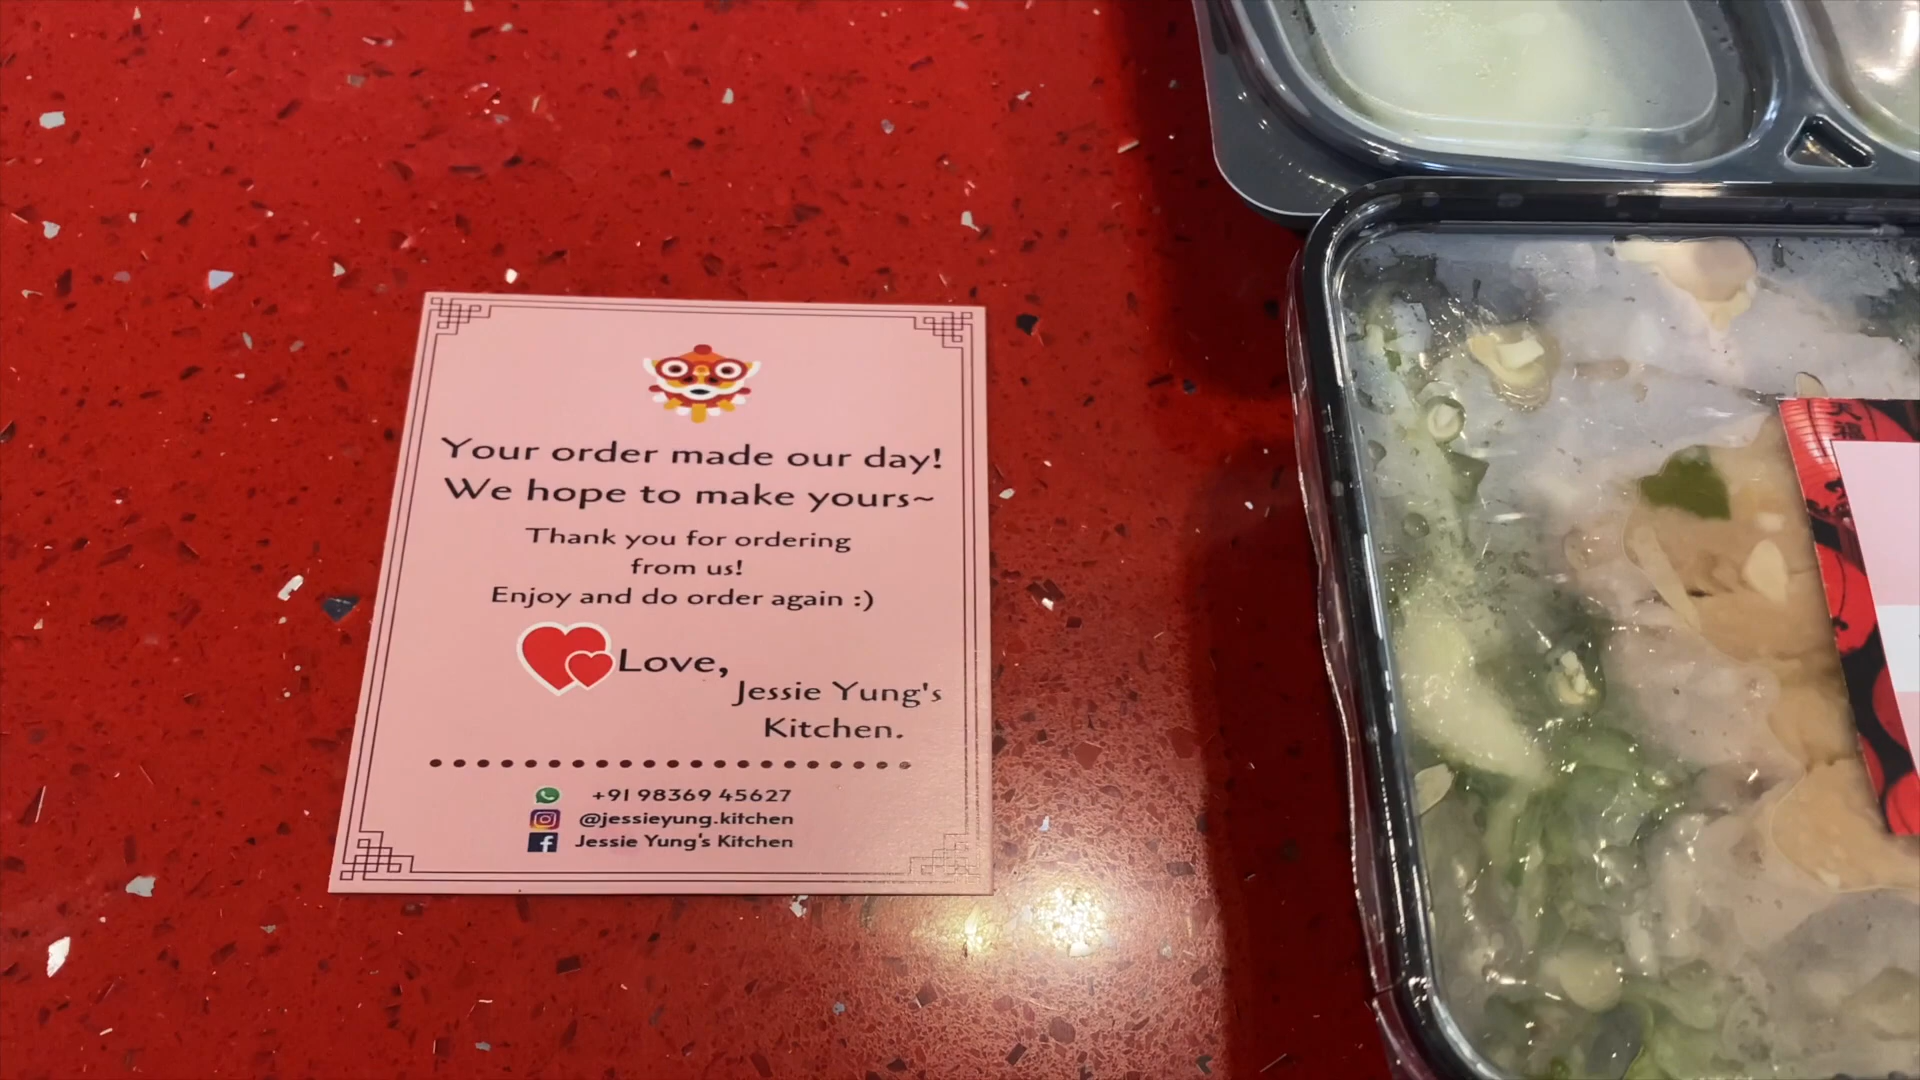 Your order made our day!
We hope to make yours~
Thank you for ordering
from us!
Enjoy and do order again :)
Love,
Jessie Yung's
Kitchen.
+91 98369 45627
@jessieyung.kitchen
Jessie Yung's Kitchen